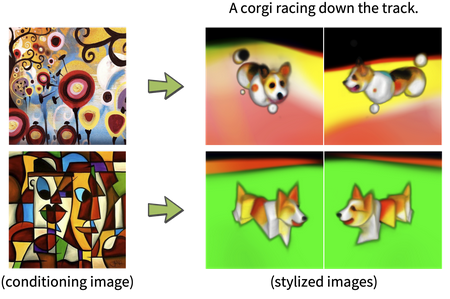 A corgi racing down the track.
(conditioning image)
(stylized images)